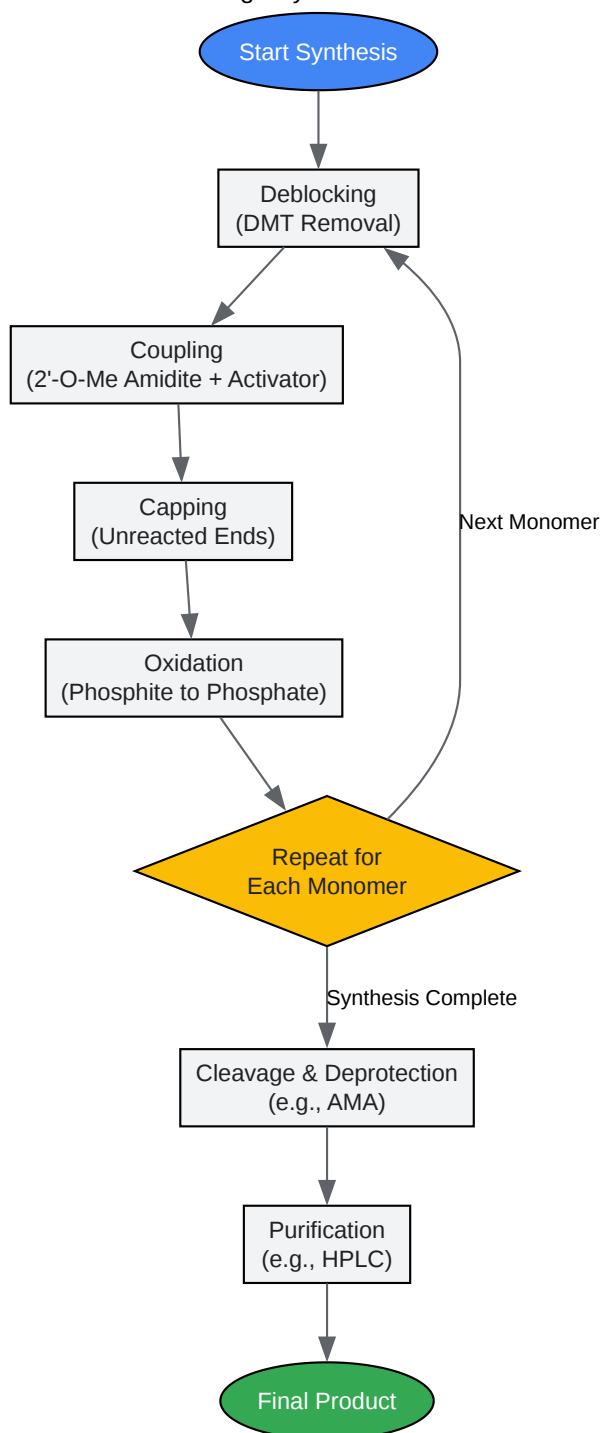 Start Synthesis
Deblocking
(DMT Removal)
Coupling
(2'-O-Me Amidite + Activator)
Capping
(Unreacted Ends)
Next Monomer
Oxidation
(Phosphite to Phosphate)
Repeat for
Each Monomer
Synthesis Complete
Cleavage & Deprotection
(e.g., AMA)
Purification
(e.g., HPLC)
Final Product